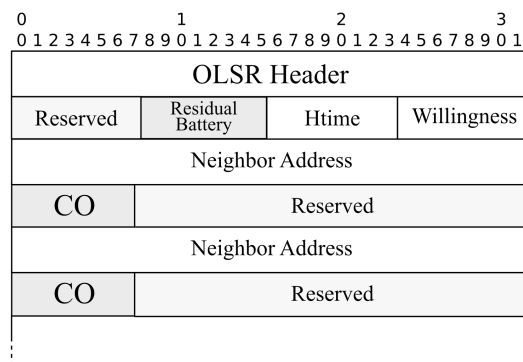 0 1 2 3
0 1 2 3 4 5 6 7 8 9 0 1 2 3 4 5 6 7 8 9 0 1 2 3 4 5 6 7 8 9 0 1
OLSR Header
Reserved Residual Battery Htime Willingness
Neighbor Address
CO Reserved
Neighbor Address
CO Reserved